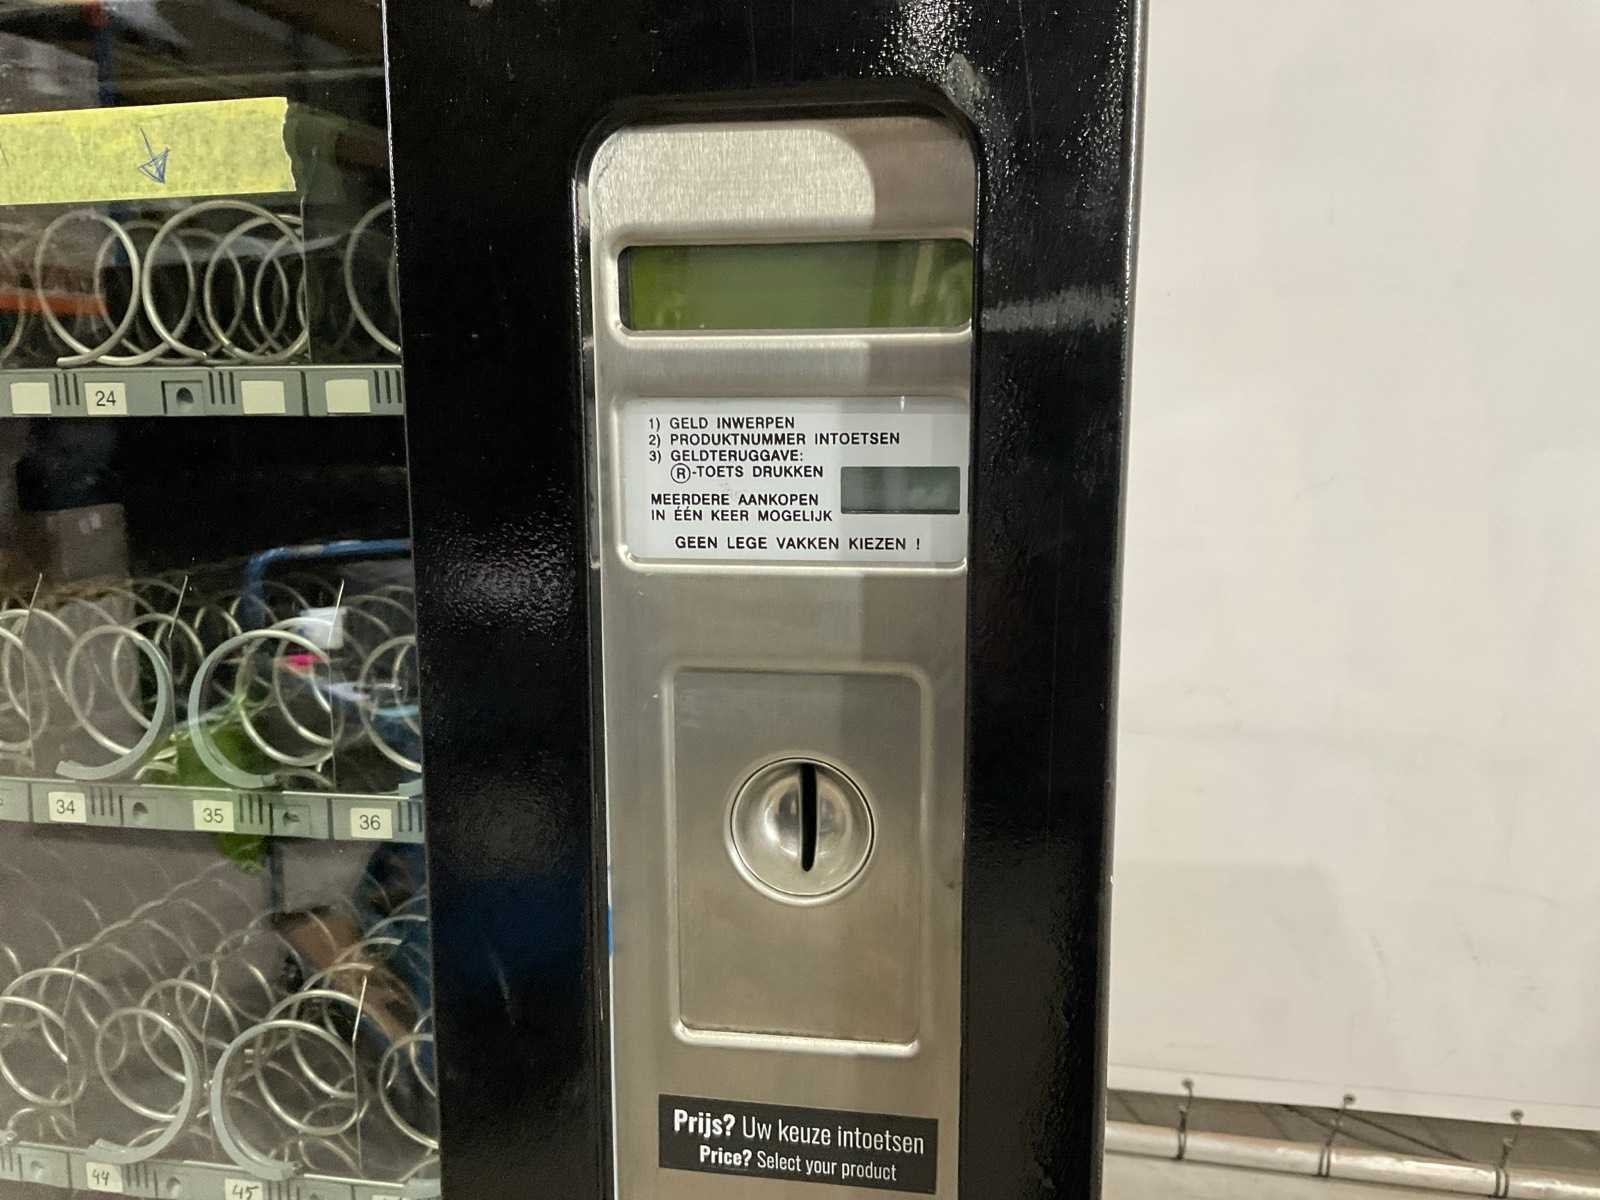 24
1) GELD INWERPEN
2) PRODUKTNUMMER INTOETSEN
3) GELDTERUGGAVE:
Ⓡ-TOETS DRUKKEN
MEERDERE AANKOPEN
IN ÉÉN KEER MOGELIJK
GEEN LEGE VAKKEN KIEZEN !
34
35
36
44
45
Prijs? Uw keuze intoetsen
Price? Select your product